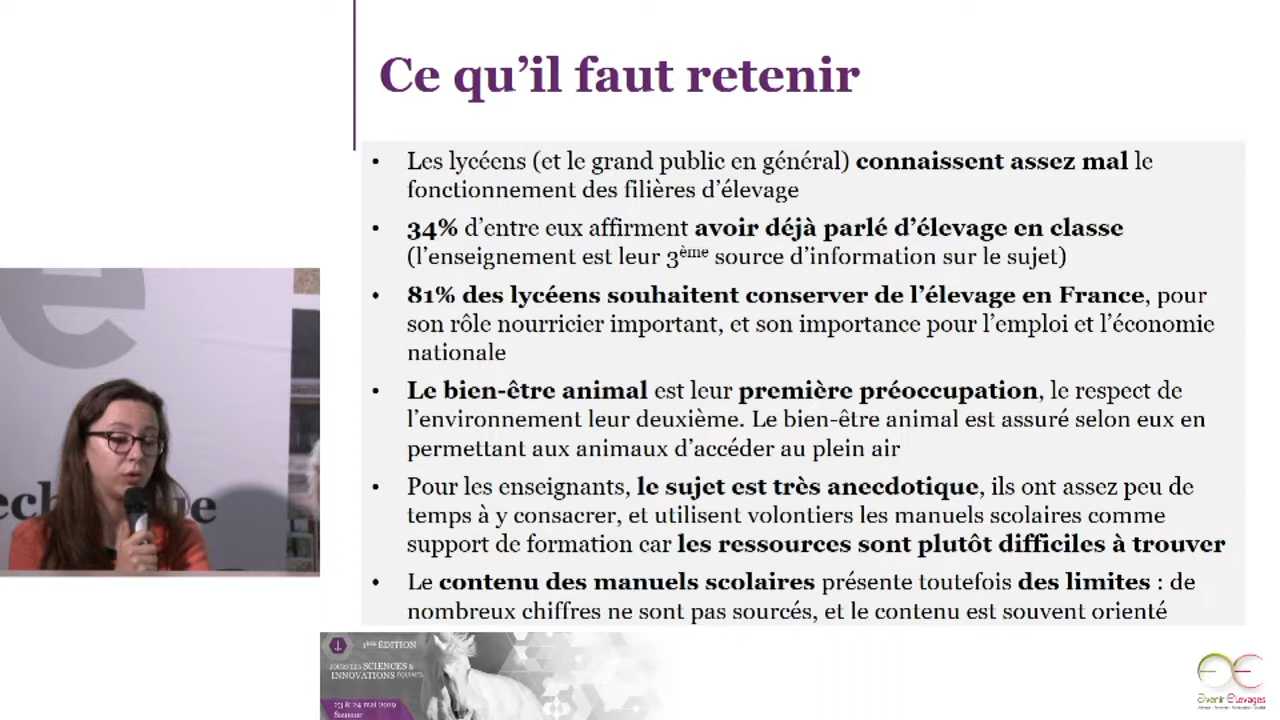 Ce qu’il faut retenir
• Les lycéens (et le grand public en général) connaissent assez mal le
fonctionnement des filières d’élevage
• 34% d’entre eux affirment avoir déjà parlé d’élevage en classe
(l’enseignement est leur 3ème source d’information sur le sujet)
• 81% des lycéens souhaitent conserver de l’élevage en France, pour
son rôle nourricier important, et son importance pour l’emploi et l’économie
nationale
• Le bien-être animal est leur première préoccupation, le respect de
l’environnement leur deuxième. Le bien-être animal est assuré selon eux en
permettant aux animaux d’accéder au plein air
• Pour les enseignants, le sujet est très anecdotique, ils ont assez peu de
temps à y consacrer, et utilisent volontiers les manuels scolaires comme
support de formation car les ressources sont plutôt difficiles à trouver
• Le contenu des manuels scolaires présente toutefois des limites : de
nombreux chiffres ne sont pas sourcés, et le contenu est souvent orienté
1ère ÉDITION
JOURNÉES SCIENCES &
INNOVATIONS ÉQUINES
23 & 24 mai 2019
Saumur
Avenir Élevages